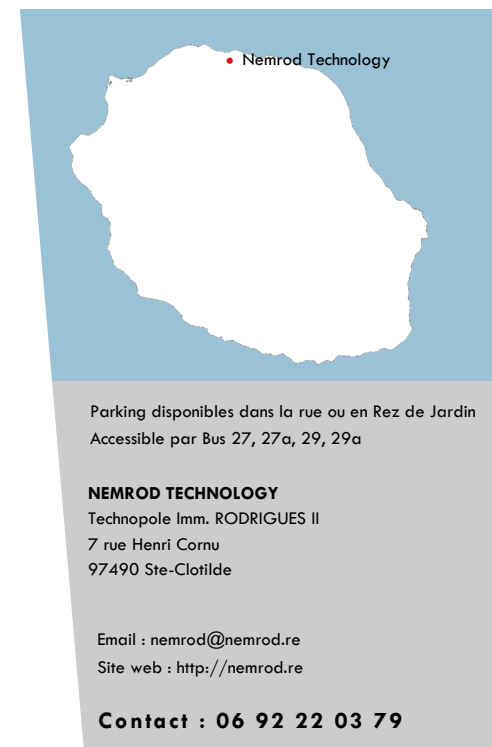 Nemrod Technology
Parking disponibles dans la rue ou en Rez de Jardin
Accessible par Bus 27, 27a, 29, 29a
NEMROD TECHNOLOGY
Technopole Imm. RODRIGUES II
7 rue Henri Cornu
97490 Ste-Clotilde
Email : nemrod@nemrod.re
Site web : http://nemrod.re
Contact : 06 92 22 03 79